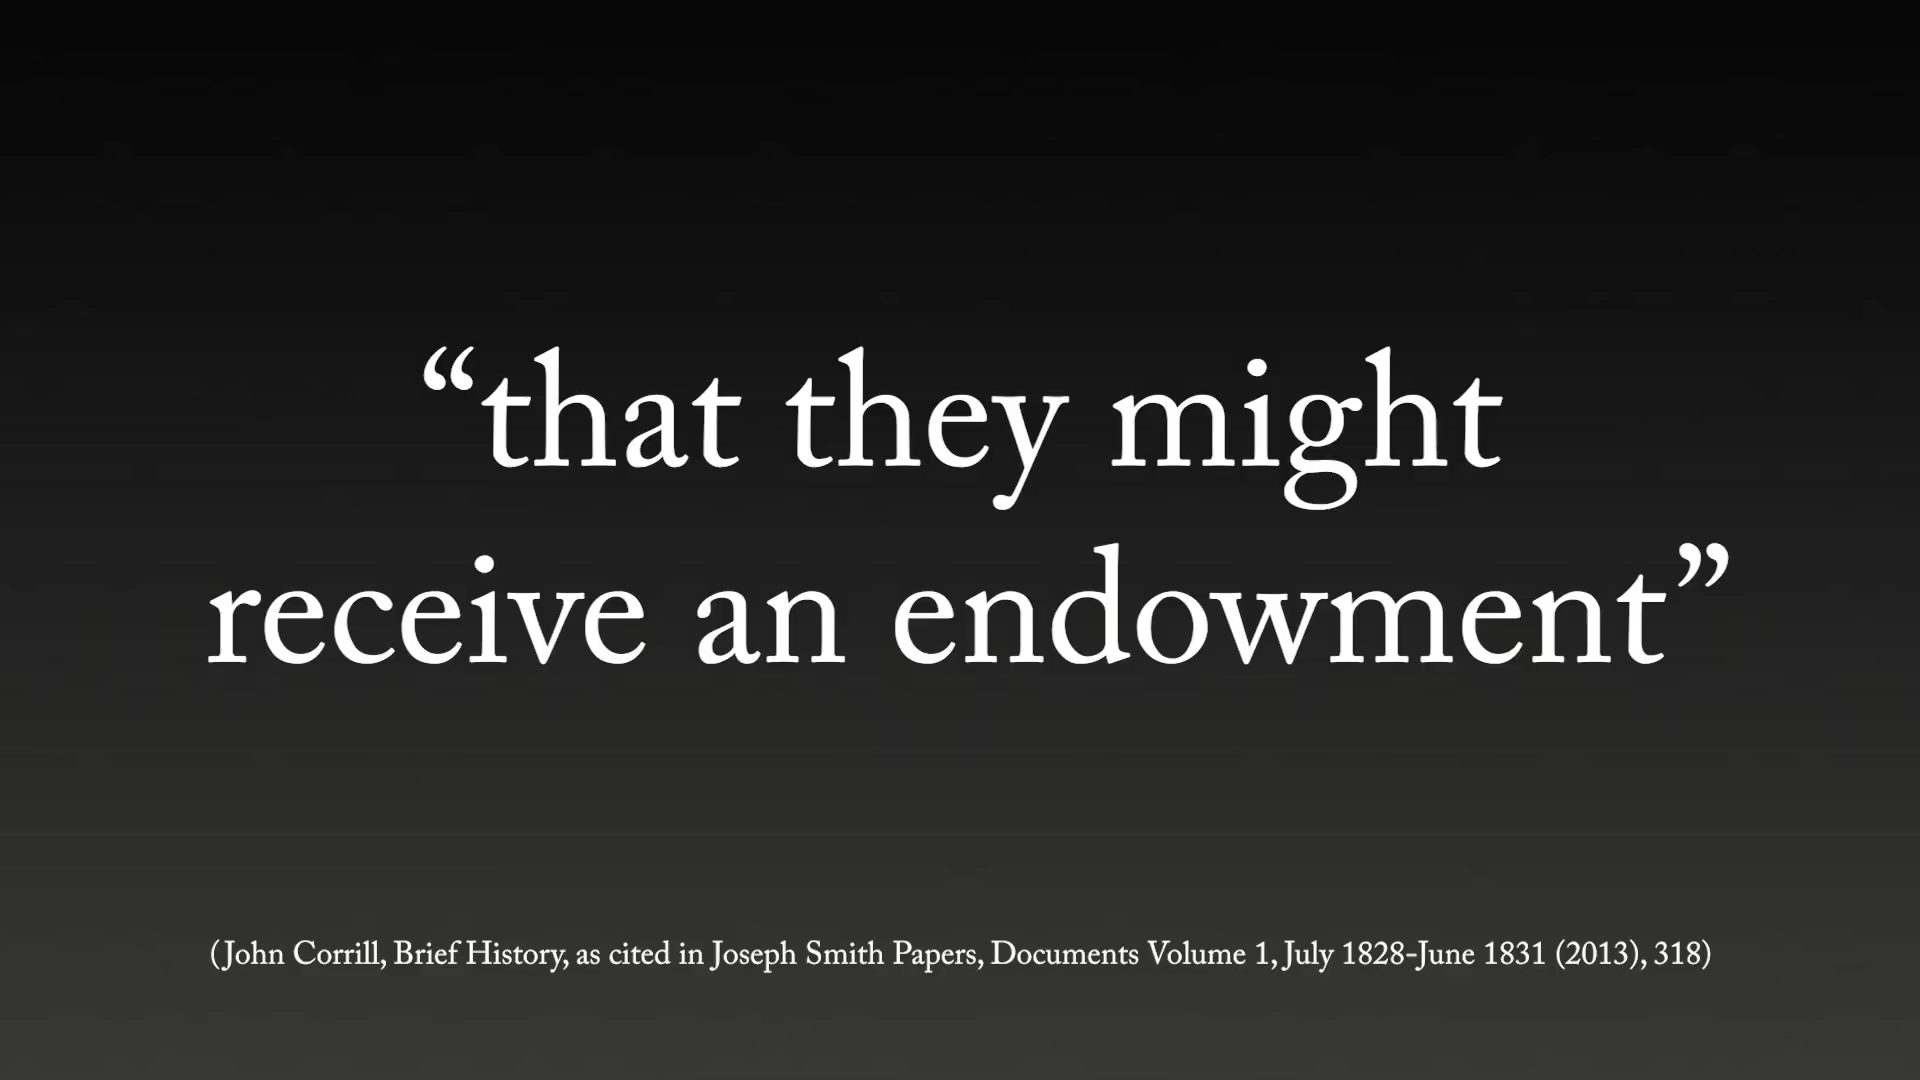 “that they might
receive an endowment”
(John Corrill, Brief History, as cited in Joseph Smith Papers, Documents Volume 1, July 1828-June 1831 (2013), 318)